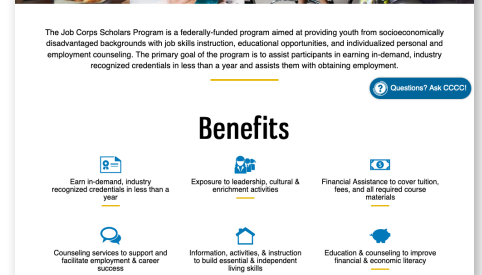 The Job Corps Scholars Program is a federally-funded program aimed at providing youth from socioeconomically
disadvantaged backgrounds with job skills instruction, educational opportunities, and individualized personal and
employment counseling. The primary goal of the program is to assist participants in earning in-demand, industry
recognized credentials in less than a year and assists them with obtaining employment.
Questions? Ask CCCC!
Benefits
Earn in-demand, industry
recognized credentials in less than a
year
Exposure to leadership, cultural &
enrichment activities
Financial Assistance to cover tuition,
fees, and all required course
materials
Counseling services to support and
facilitate employment & career
success
Information, activities, & instruction
to build essential & independent
living skills
Education & counseling to improve
financial & economic literacy